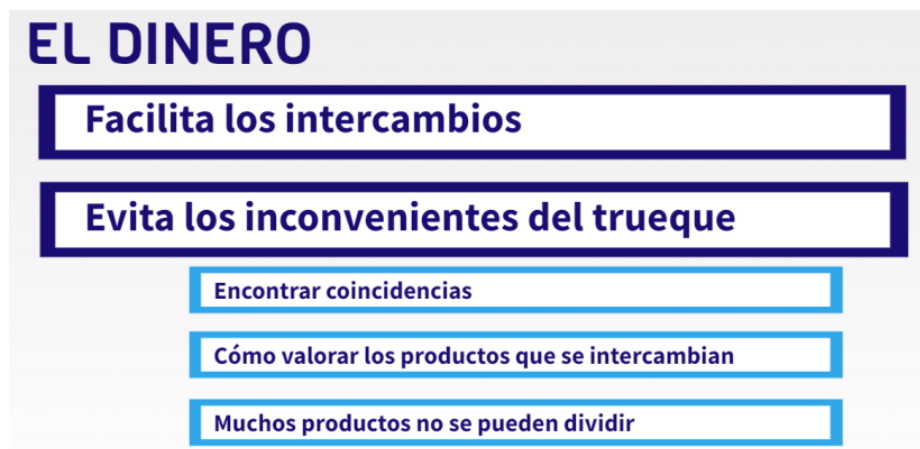 EL DINERO
Facilita los intercambios
Evita los inconvenientes del trueque
Encontrar coincidencias
Cómo valorar los productos que se intercambian
Muchos productos no se pueden dividir